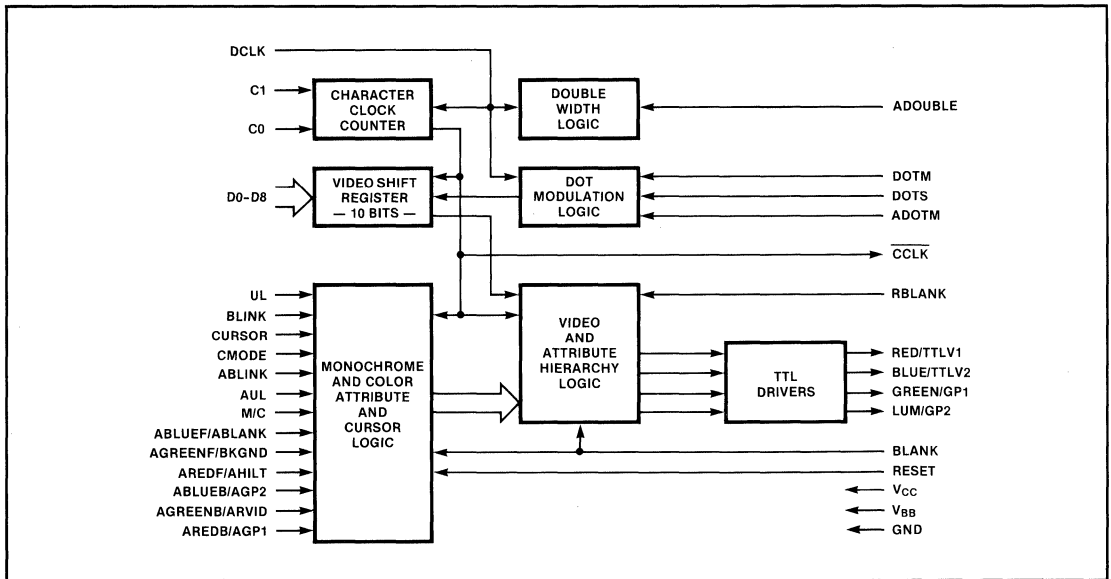 DCLK
C1
C0
CHARACTER
CLOCK
COUNTER
DOUBLE
WIDTH
LOGIC
ADOUBLE
D0-D8
VIDEO SHIFT
REGISTER
— 10 BITS —
DOT
MODULATION
LOGIC
DOTM
DOTS
ADOTM
CCLK
UL
BLINK
CURSOR
CMODE
ABLINK
AUL
M/C
ABLUEF/ABLANK
AGREENF/BKGND
AREDF/AHILT
ABLUEB/AGP2
AGREENB/ARVID
AREDB/AGP1
MONOCHROME
AND COLOR
ATTRIBUTE
AND
CURSOR
LOGIC
VIDEO
AND
ATTRIBUTE
HIERARCHY
LOGIC
TTL
DRIVERS
RBLANK
RED/TTLV1
BLUE/TTLV2
GREEN/GP1
LUM/GP2
BLANK
RESET
VCC
VBB
GND